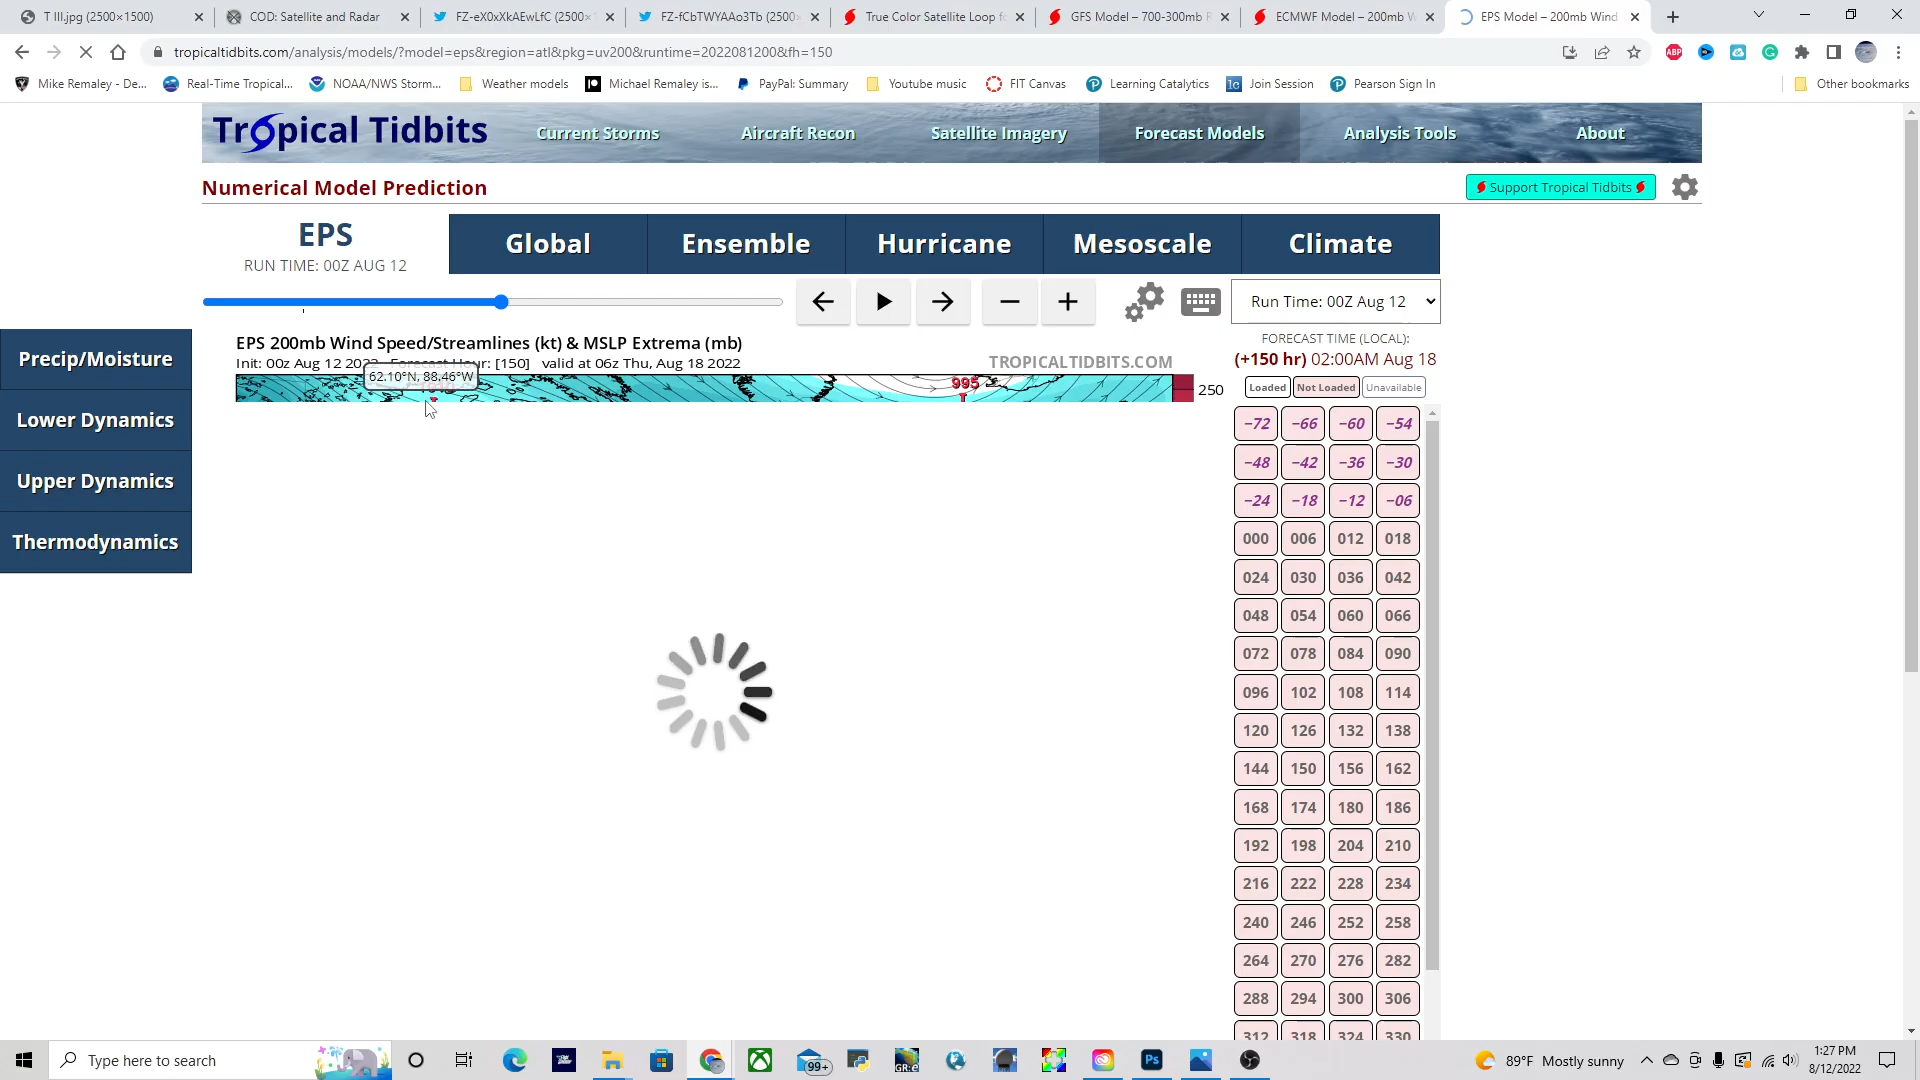 T III.jpg (2500×1500)
COD: Satellite and Radar
FZ-eX0xXkAEwLfC (2500×
FZ-fCbTWYAAo3Tb (2500×
True Color Satellite Loop fo
GFS Model – 700-300mb R
ECMWF Model – 200mb W
EPS Model – 200mb Wind
tropicaltidbits.com/analysis/models/?model=eps&region=atl&pkg=uv200&runtime=2022081200&fh=150
Mike Remaley - De... Real-Time Tropical... NOAA/NWS Storm... Weather models Michael Remaley is... PayPal: Summary Youtube music FIT Canvas Learning Catalytics Join Session Pearson Sign In Other bookmarks
Tropical Tidbits Current Storms Aircraft Recon Satellite Imagery Forecast Models Analysis Tools About
Numerical Model Prediction
Support Tropical Tidbits
EPS
RUN TIME: 00Z AUG 12
Global Ensemble Hurricane Mesoscale Climate
Run Time: 00Z Aug 12
Precip/Moisture
Lower Dynamics
Upper Dynamics
Thermodynamics
EPS 200mb Wind Speed/Streamlines (kt) & MSLP Extrema (mb)
Init: 00z Aug 12 2022 Forecast Hour: [150] valid at 06z Thu, Aug 18 2022
TROPICALTIDBITS.COM
62.10°N, 88.46°W
995
250
FORECAST TIME (LOCAL):
(+150 hr) 02:00AM Aug 18
Loaded Not Loaded Unavailable
−72 −66 −60 −54
−48 −42 −36 −30
−24 −18 −12 −06
000 006 012 018
024 030 036 042
048 054 060 066
072 078 084 090
096 102 108 114
120 126 132 138
144 150 156 162
168 174 180 186
192 198 204 210
216 222 228 234
240 246 252 258
264 270 276 282
288 294 300 306
312 318 324 330
Type here to search
99+
GR2e
Ps
89°F Mostly sunny
1:27 PM
8/12/2022